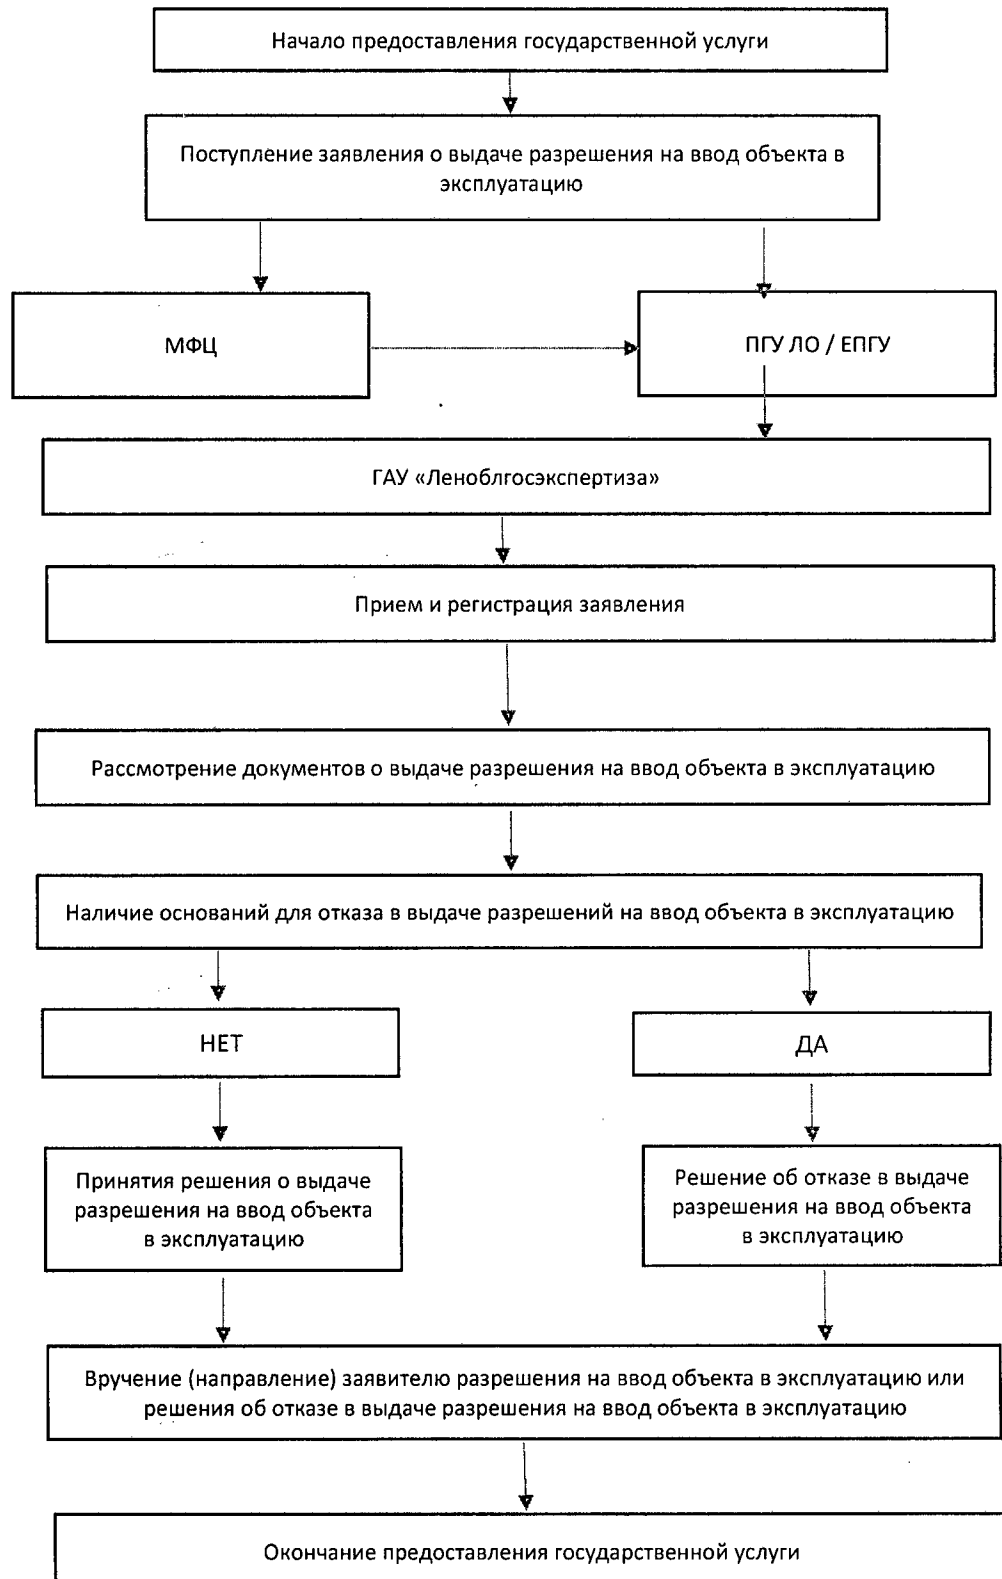 Начало предоставления государственной услуги
Поступление заявления о выдаче разрешения на ввод объекта в
эксплуатацию
МФЦ
ПГУ ЛО / ЕПГУ
ГАУ «Леноблгосэкспертиза»
Прием и регистрация заявления
Рассмотрение документов о выдаче разрешения на ввод объекта в эксплуатацию
Наличие оснований для отказа в выдаче разрешений на ввод объекта в эксплуатацию
НЕТ
ДА
Принятия решения о выдаче
разрешения на ввод объекта
в эксплуатацию
Решение об отказе в выдаче
разрешения на ввод объекта
в эксплуатацию
Вручение (направление) заявителю разрешения на ввод объекта в эксплуатацию или
решения об отказе в выдаче разрешения на ввод объекта в эксплуатацию
Окончание предоставления государственной услуги